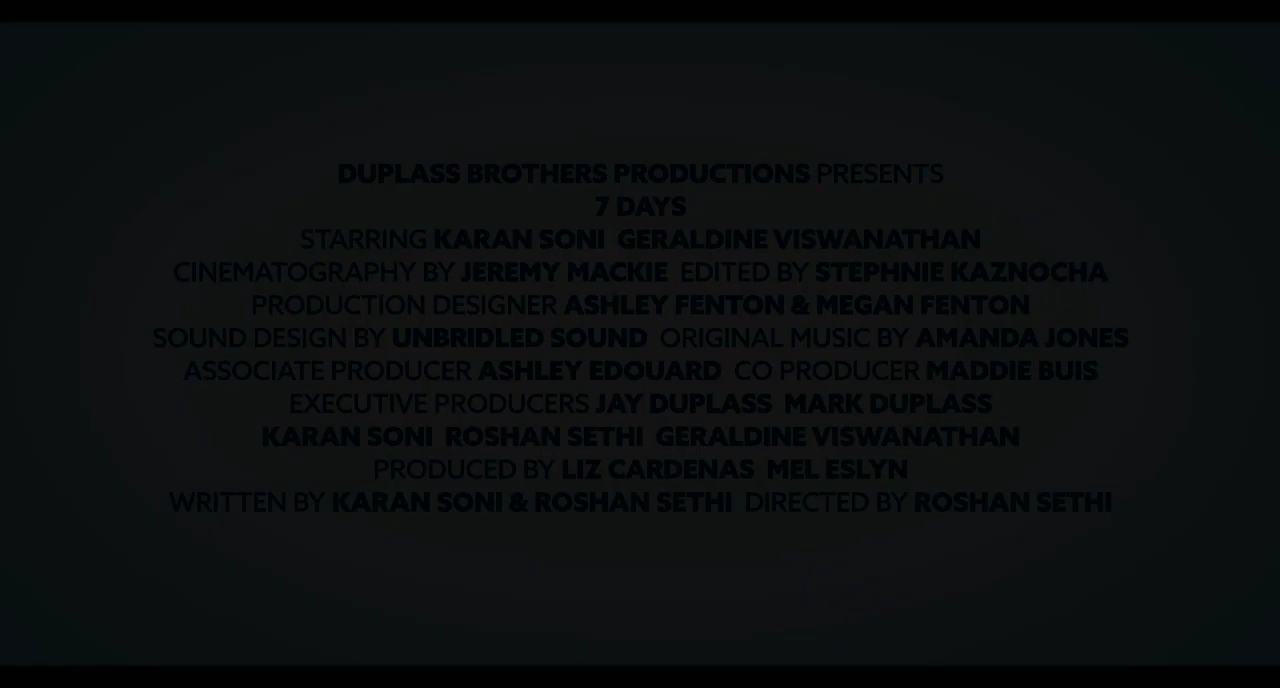 DUPLASS BROTHERS PRODUCTIONS PRESENTS
7 DAYS
STARRING KARAN SONI GERALDINE VISWANATHAN
CINEMATOGRAPHY BY JEREMY MACKIE EDITED BY STEPHNIE KAZNOCHA
PRODUCTION DESIGNER ASHLEY FENTON & MEGAN FENTON
SOUND DESIGN BY UNBRIDLED SOUND ORIGINAL MUSIC BY AMANDA JONES
ASSOCIATE PRODUCER ASHLEY EDOUARD CO PRODUCER MADDIE BUIS
EXECUTIVE PRODUCERS JAY DUPLASS MARK DUPLASS
KARAN SONI ROSHAN SETHI GERALDINE VISWANATHAN
PRODUCED BY LIZ CARDENAS MEL ESLYN
WRITTEN BY KARAN SONI & ROSHAN SETHI DIRECTED BY ROSHAN SETHI